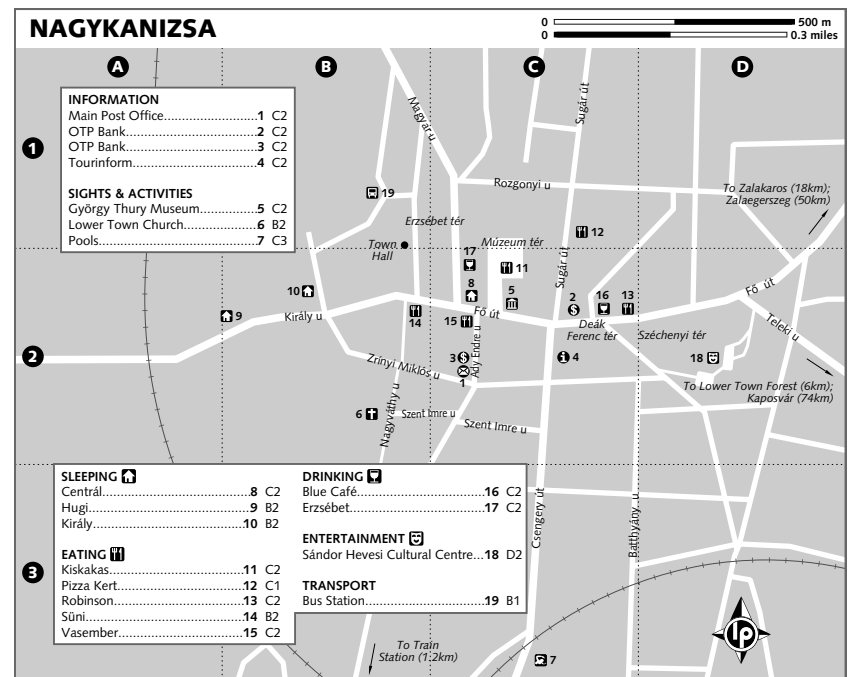 NAGYKANIZSA
0 500 m
0 0.3 miles
A B C D
1
INFORMATION
Main Post Office 1 C2
OTP Bank 2 C2
OTP Bank 3 C2
Tourinform 4 C2
SIGHTS & ACTIVITIES
György Thury Museum 5 C2
Lower Town Church 6 B2
Pools 7 C3
Magyar u
Sugár út
Rozgonyi u
19
To Zalakaros (18km);
Zalaegerszeg (50km)
Erzsébet tér
12
Town
Hall
Múzeum tér
17
11
Sugár út
10
8
5
2
16
13
Fő út
9
Király u
14
15
Fő út
Deák
Ferenc tér
Széchenyi tér
Teleki u
2
Zrínyi Miklós u
3
Ady Endre u
1
4
18
To Lower Town Forest (6km);
Kaposvár (74km)
Nagyváthy u
6
Szent Imre u
Szent Imre u
SLEEPING
Centrál 8 C2
Hugi 9 B2
Király 10 B2
EATING
Kiskakas 11 C2
Pizza Kert 12 C1
Robinson 13 C2
Süni 14 B2
Vasember 15 C2
DRINKING
Blue Café 16 C2
Erzsébet 17 C2
ENTERTAINMENT
Sándor Hevesi Cultural Centre 18 D2
TRANSPORT
Bus Station 19 B1
Csengery út
Batthyány u
3
To Train
Station (1.2km)
7
lp